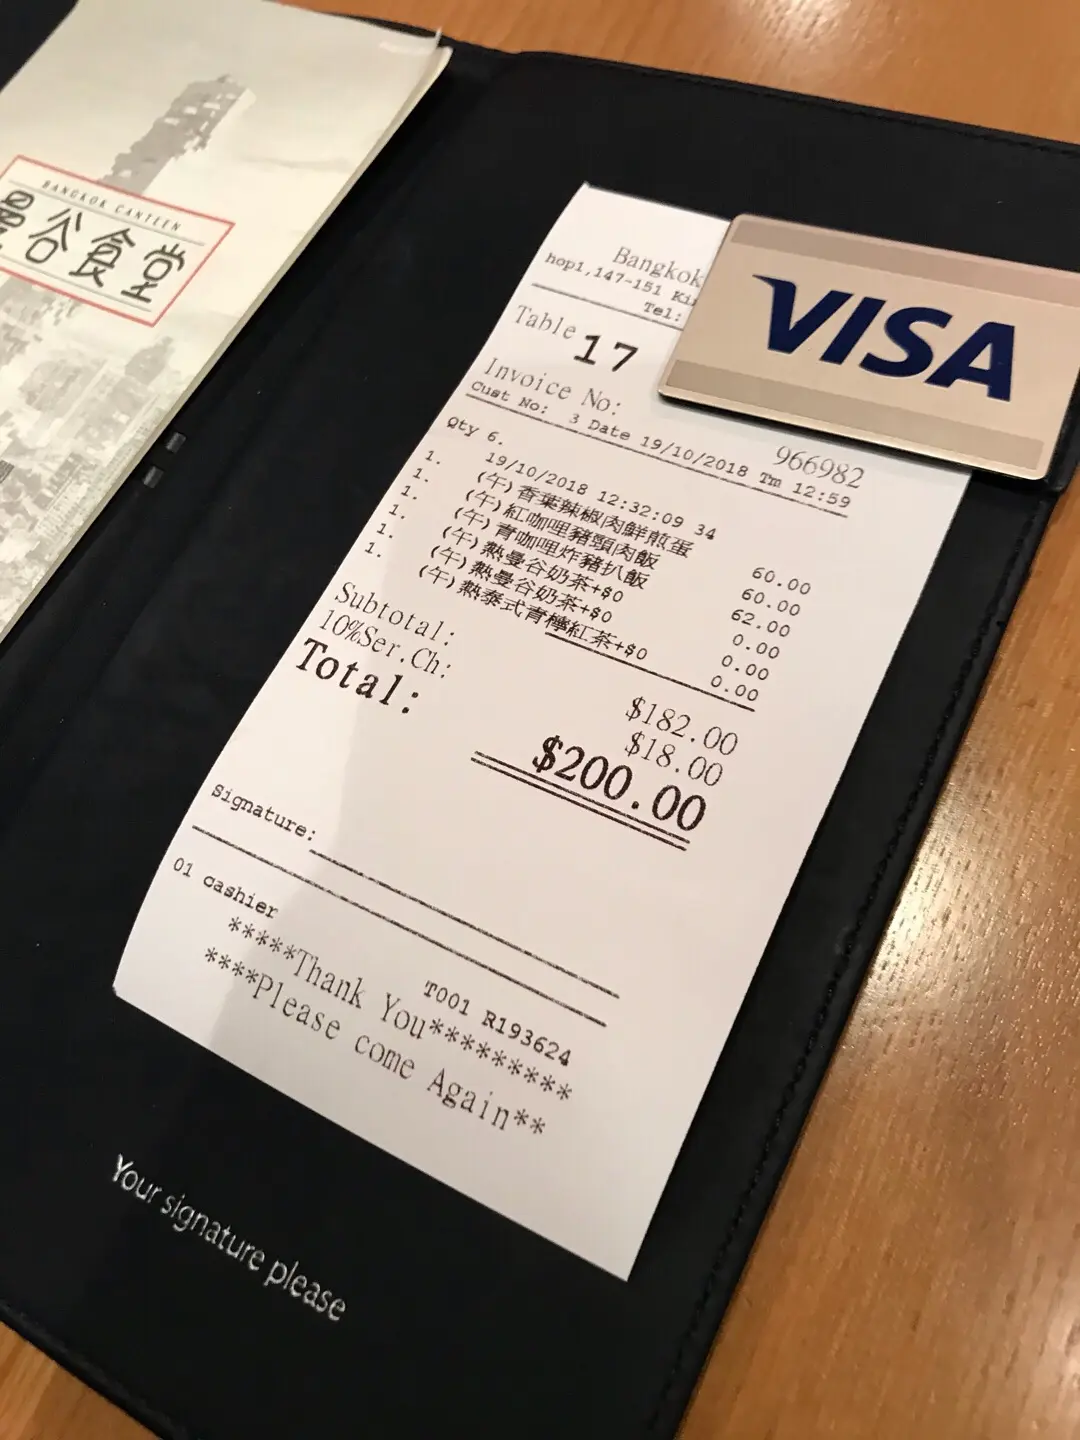 BANGKOK CANTEEN
曼谷食堂
Bangkok
hop1,147-151
Tel:
VISA
Table 17
Invoice No: 966982
Cust No: 3 Date 19/10/2018 Tm 12:59
Qty 6.
19/10/2018 12:32:09 34
1. (午)香葉辣椒肉鮮煎蛋 60.00
1. (午)紅咖哩豬頸肉飯 60.00
1. (午)青咖哩炸豬扒飯 62.00
1. (午)熱曼谷奶茶+$0 0.00
1. (午)熱曼谷奶茶+$0 0.00
1. (午)熱泰式青檸紅茶+$0 0.00
Subtotal: $182.00
10%Ser.Ch: $18.00
Total: $200.00
Signature:
01 cashier T001 R193624
*****Thank You*********
****Please come Again**
Your signature please